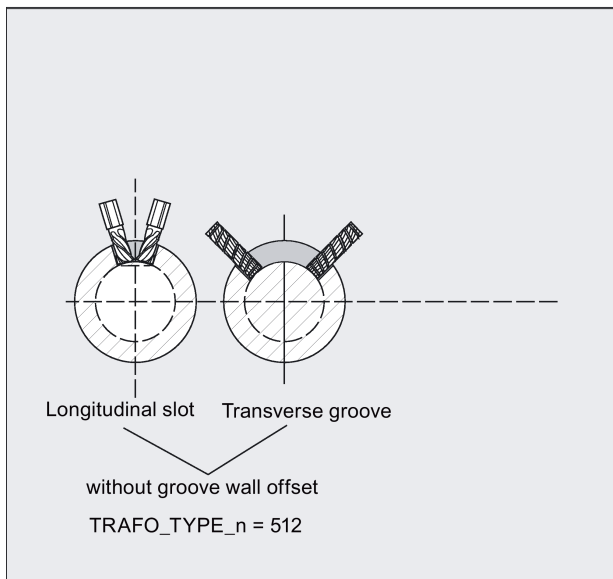 Longitudinal slot Transverse groove
without groove wall offset
TRAFO_TYPE_n = 512